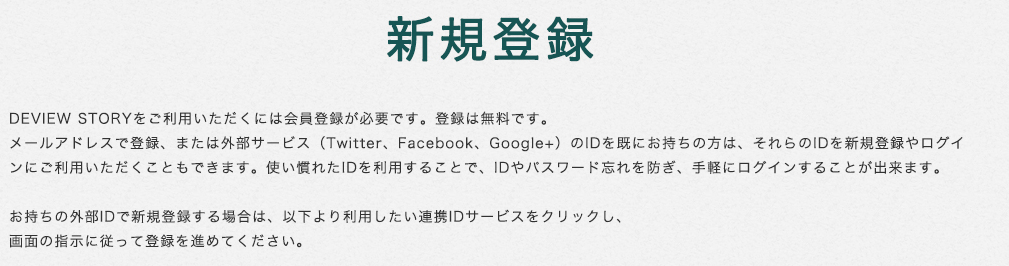 新規登録
DEVIEW STORYをご利用いただくには会員登録が必要です。登録は無料です。
メールアドレスで登録、または外部サービス（Twitter、Facebook、Google+）のIDを既にお持ちの方は、それらのIDを新規登録やログイ
ンにご利用いただくこともできます。使い慣れたIDを利用することで、IDやパスワード忘れを防ぎ、手軽にログインすることが出来ます。
お持ちの外部IDで新規登録する場合は、以下より利用したい連携IDサービスをクリックし、
画面の指示に従って登録を進めてください。